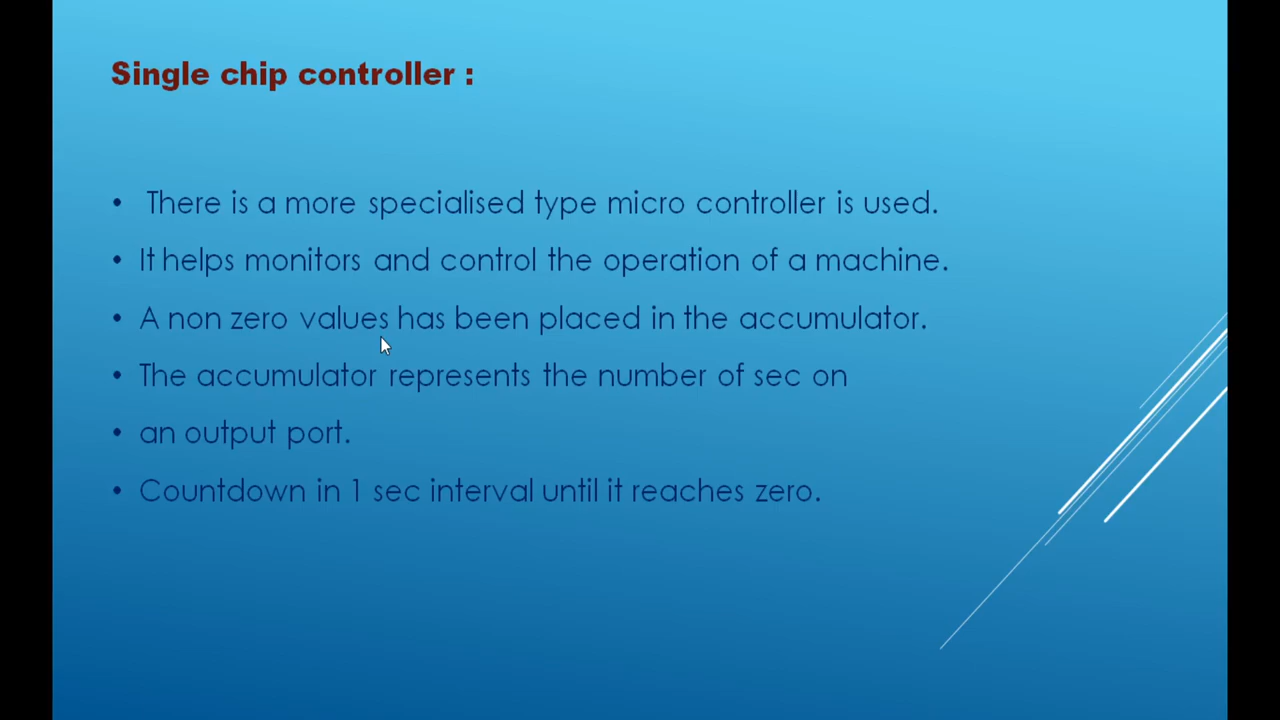 Single chip controller :
• There is a more specialised type micro controller is used.
• It helps monitors and control the operation of a machine.
• A non zero values has been placed in the accumulator.
• The accumulator represents the number of sec on
• an output port.
• Countdown in 1 sec interval until it reaches zero.